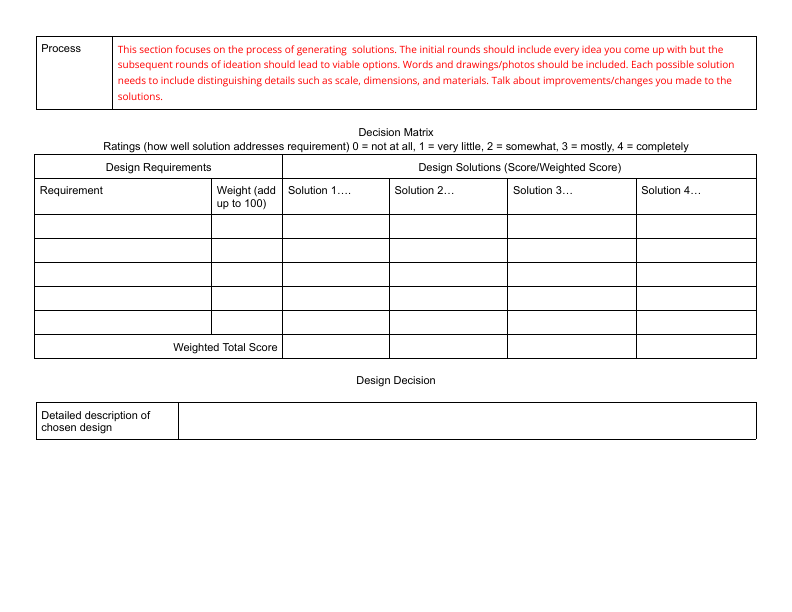 Process
This section focuses on the process of generating  solutions. The initial rounds should include every idea you come up with but the
subsequent rounds of ideation should lead to viable options. Words and drawings/photos should be included. Each possible solution
needs to include distinguishing details such as scale, dimensions, and materials. Talk about improvements/changes you made to the
solutions.
Decision Matrix
Ratings (how well solution addresses requirement) 0 = not at all, 1 = very little, 2 = somewhat, 3 = mostly, 4 = completely
Design Requirements
Design Solutions (Score/Weighted Score)
Requirement
Weight (add
up to 100)
Solution 1….
Solution 2…
Solution 3…
Solution 4…
Weighted Total Score
Design Decision
Detailed description of
chosen design